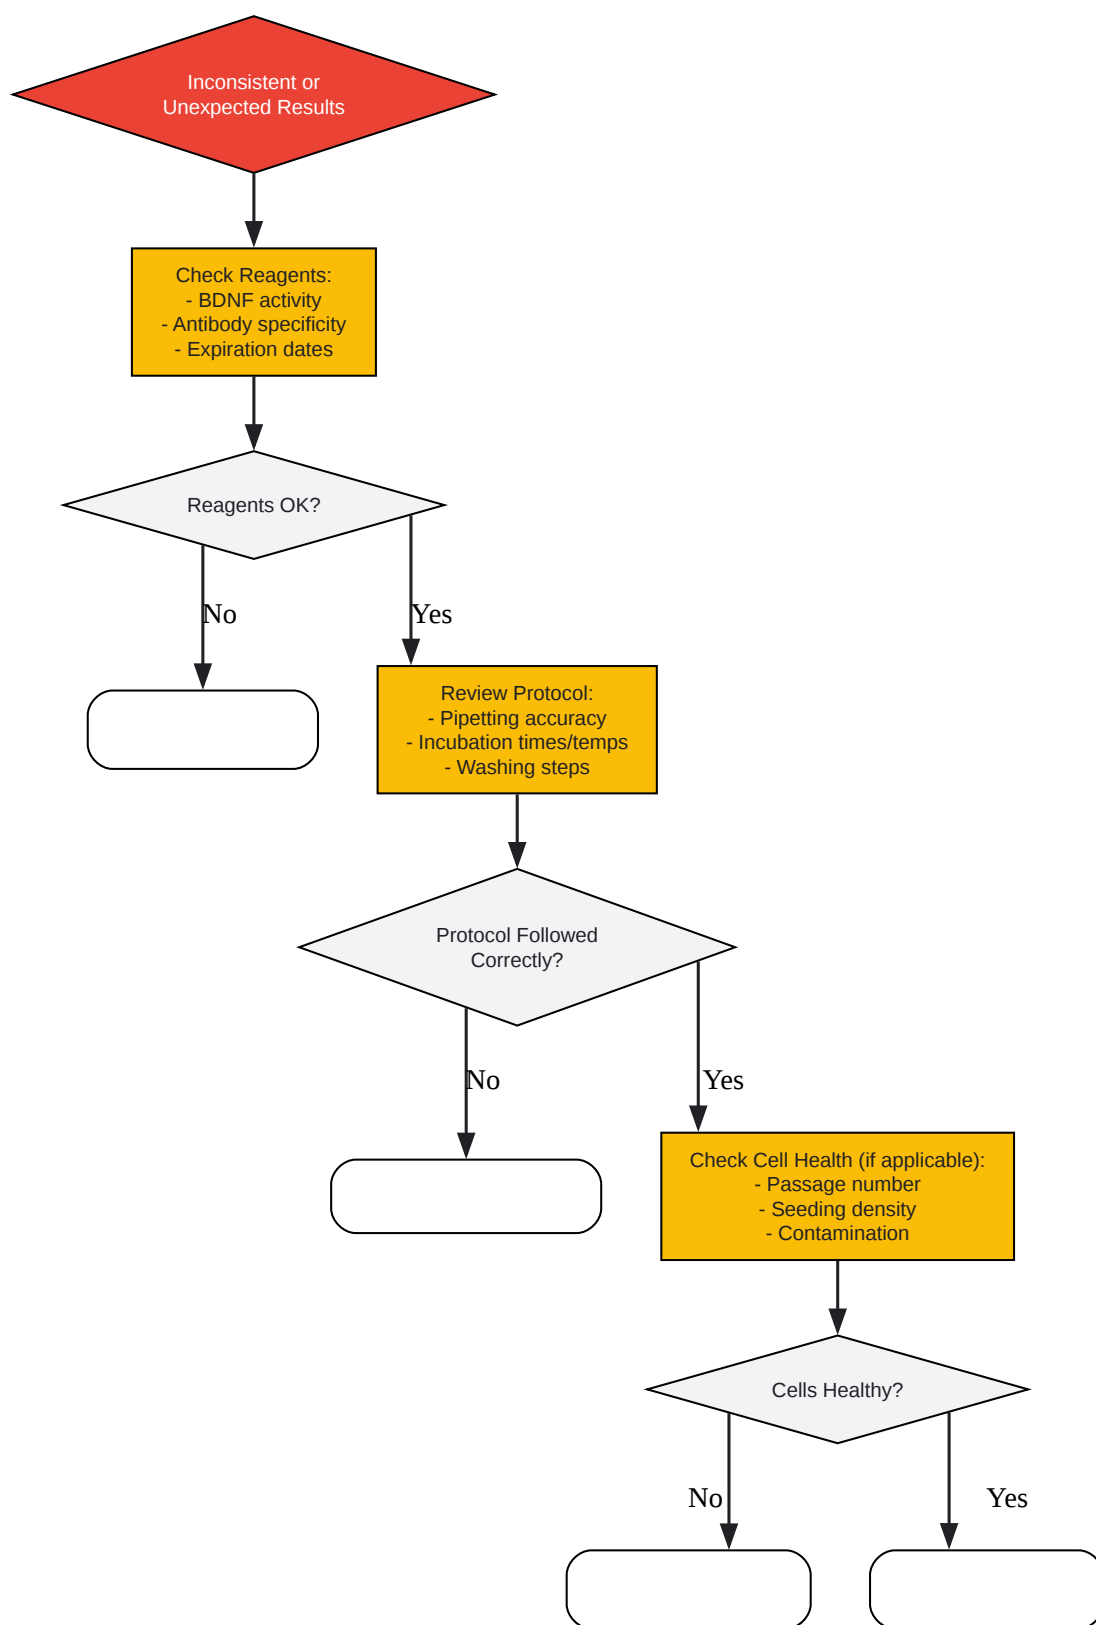 Inconsistent or
Unexpected Results
Check Reagents:
- BDNF activity
- Antibody specificity
- Expiration dates
Reagents OK?
No
Yes
Review Protocol:
- Pipetting accuracy
- Incubation times/temps
- Washing steps
Protocol Followed
Correctly?
No
Yes
Check Cell Health (if applicable):
- Passage number
- Seeding density
- Contamination
Cells Healthy?
No
Yes